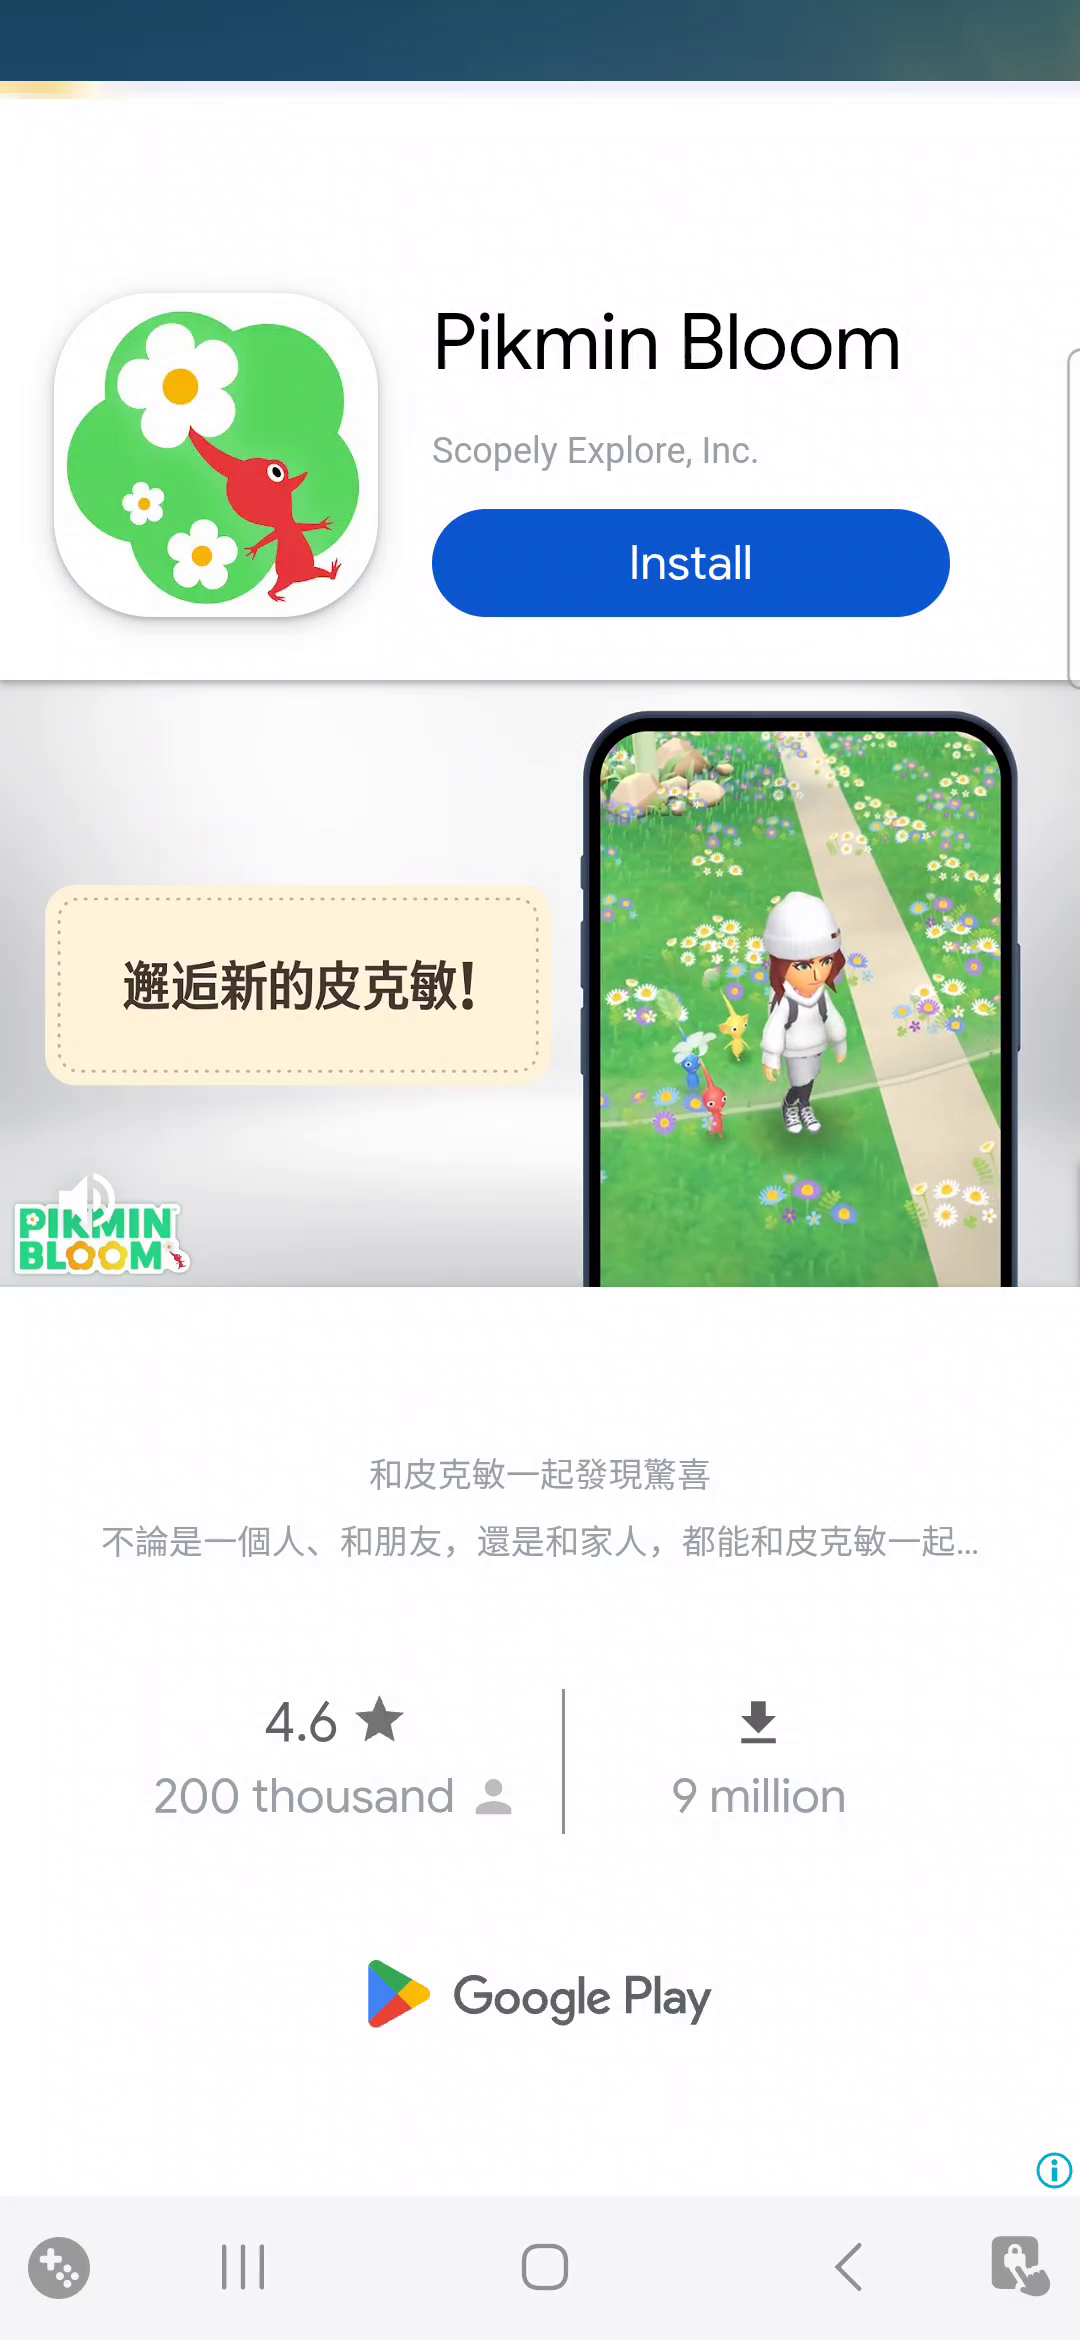 Pikmin Bloom
Scopely Explore, Inc.
Install
邂逅新的皮克敏!
PIKMIN
BLOOM
和皮克敏一起發現驚喜
不論是一個人、和朋友，還是和家人，都能和皮克敏一起...
4.6
200 thousand
9 million
Google Play